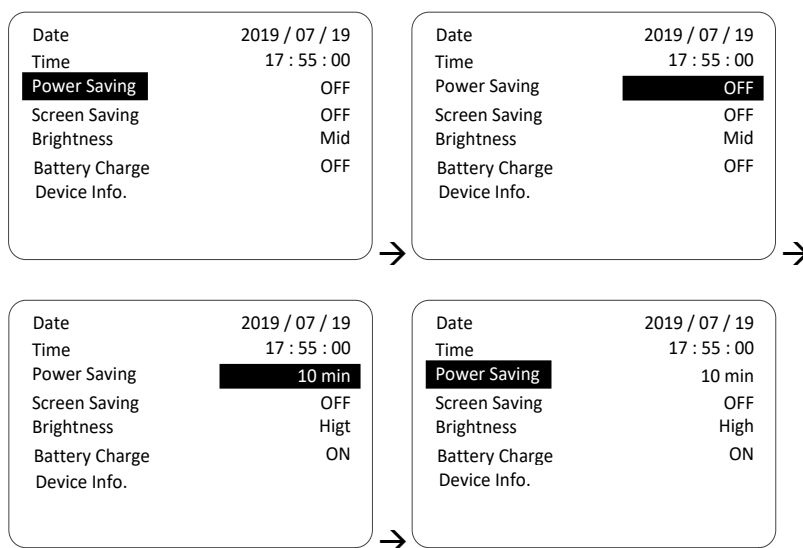 Date 2019 / 07 / 19
Time 17 : 55 : 00
Power Saving OFF
Screen Saving OFF
Brightness Mid
Battery Charge OFF
Device Info.
→
Date 2019 / 07 / 19
Time 17 : 55 : 00
Power Saving OFF
Screen Saving OFF
Brightness Mid
Battery Charge OFF
Device Info.
→
Date 2019 / 07 / 19
Time 17 : 55 : 00
Power Saving 10 min
Screen Saving OFF
Brightness Higt
Battery Charge ON
Device Info.
→
Date 2019 / 07 / 19
Time 17 : 55 : 00
Power Saving 10 min
Screen Saving OFF
Brightness High
Battery Charge ON
Device Info.